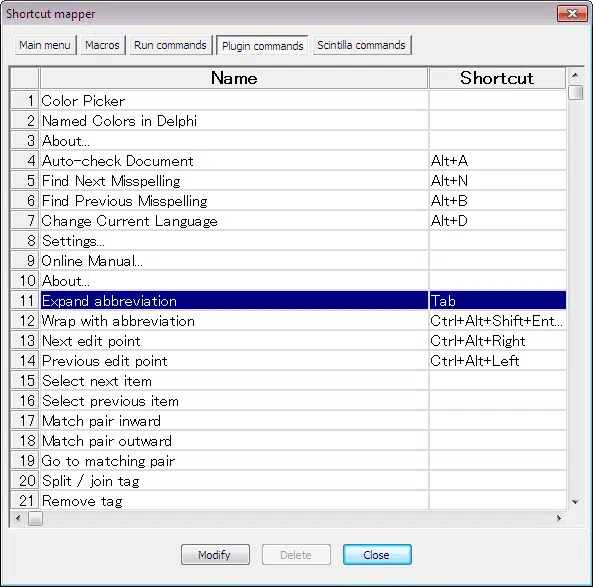 Shortcut mapper
Main menu Macros Run commands Plugin commands Scintilla commands
Name Shortcut
1 Color Picker
2 Named Colors in Delphi
3 About...
4 Auto-check Document Alt+A
5 Find Next Misspelling Alt+N
6 Find Previous Misspelling Alt+B
7 Change Current Language Alt+D
8 Settings...
9 Online Manual...
10 About...
11 Expand abbreviation Tab
12 Wrap with abbreviation Ctrl+Alt+Shift+Ent...
13 Next edit point Ctrl+Alt+Right
14 Previous edit point Ctrl+Alt+Left
15 Select next item
16 Select previous item
17 Match pair inward
18 Match pair outward
19 Go to matching pair
20 Split / join tag
21 Remove tag
Modify Delete Close